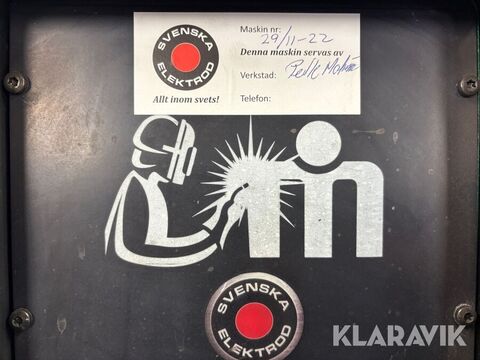 SVENSKA
ELEKTROD
Allt inom svets!
Maskin nr:
29/11-22
Denna maskin servas av
Verkstad:
Telefon:
SVENSKA
ELEKTROD
KLARAVIK